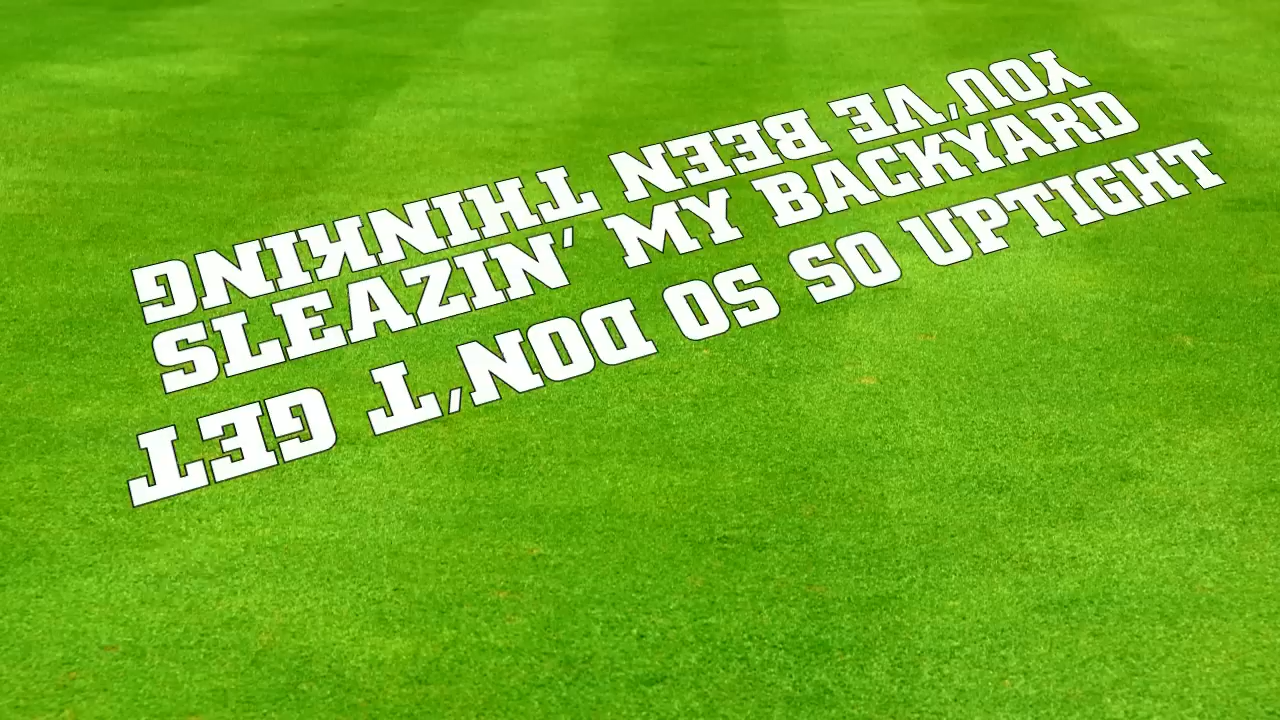 YOU'VE BEEN THINKING
SLEAZIN' MY BACKYARD
SO DON'T GET
SO UPTIGHT